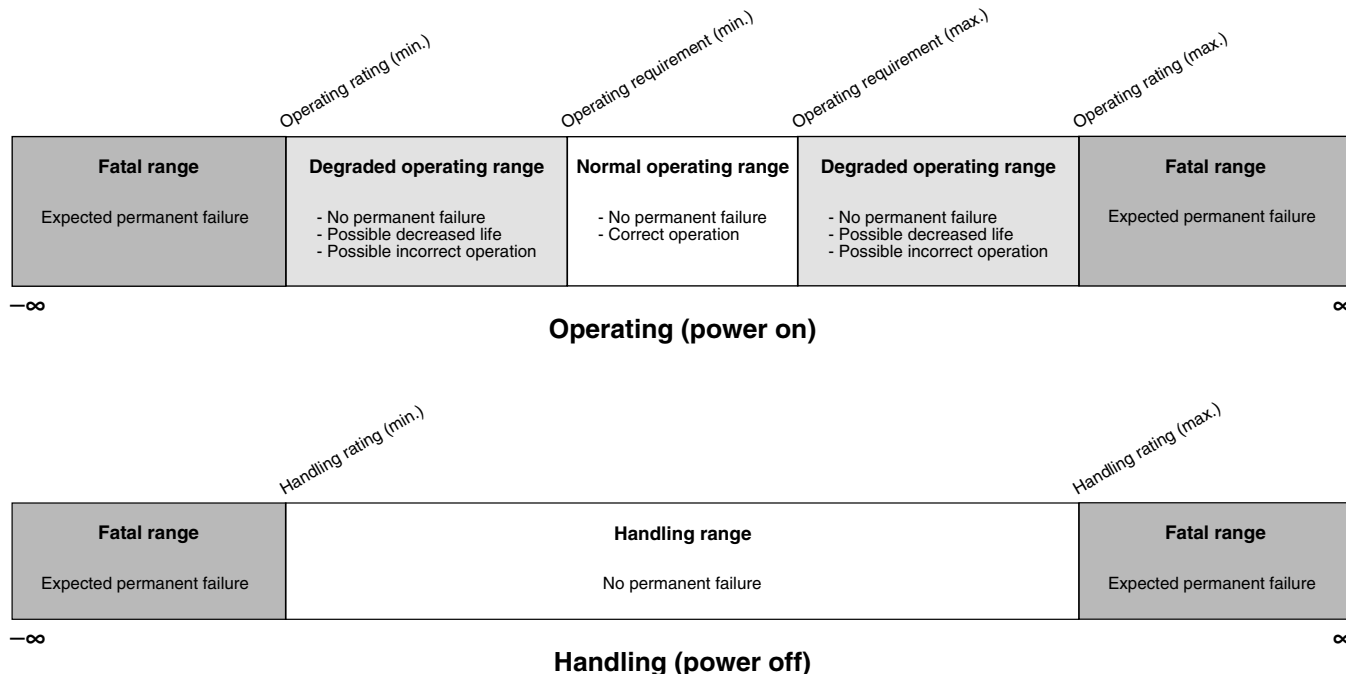 Operating rating (min.)
Operating requirement (min.)
Operating requirement (max.)
Operating rating (max.)
Fatal range
Expected permanent failure
Degraded operating range
- No permanent failure
- Possible decreased life
- Possible incorrect operation
Normal operating range
- No permanent failure
- Correct operation
Degraded operating range
- No permanent failure
- Possible decreased life
- Possible incorrect operation
Fatal range
Expected permanent failure
–∞
∞
Operating (power on)
Handling rating (min.)
Handling rating (max.)
Fatal range
Expected permanent failure
Handling range
No permanent failure
Fatal range
Expected permanent failure
–∞
∞
Handling (power off)